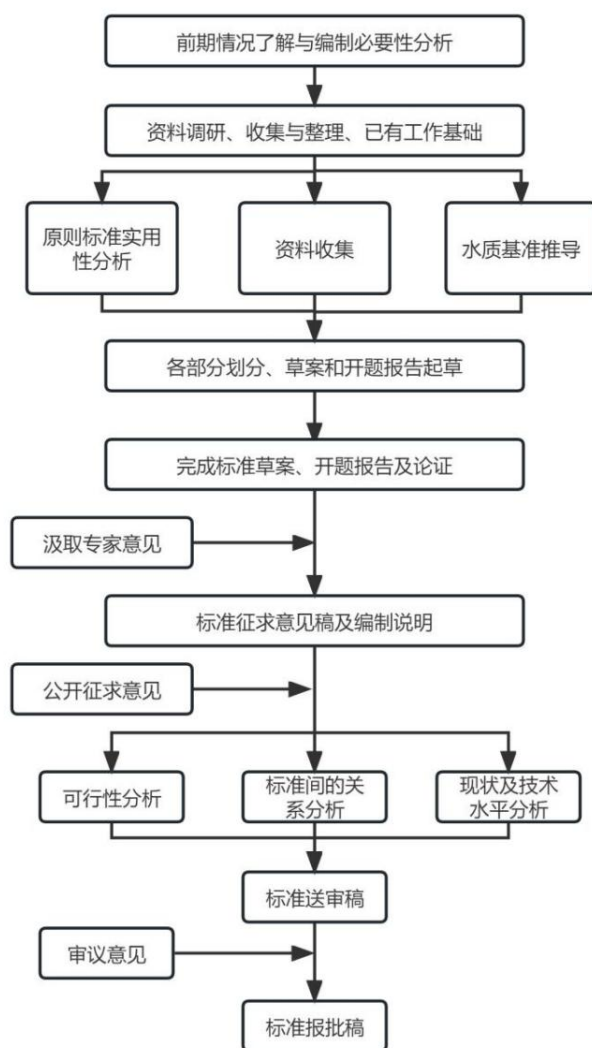 前期情况了解与编制必要性分析
资料调研、收集与整理、已有工作基础
原则标准实用
性分析
资料收集
水质基准推导
各部分划分、草案和开题报告起草
完成标准草案、开题报告及论证
汲取专家意见
标准征求意见稿及编制说明
公开征求意见
可行性分析
标准间的关
系分析
现状及技术
水平分析
标准送审稿
审议意见
标准报批稿